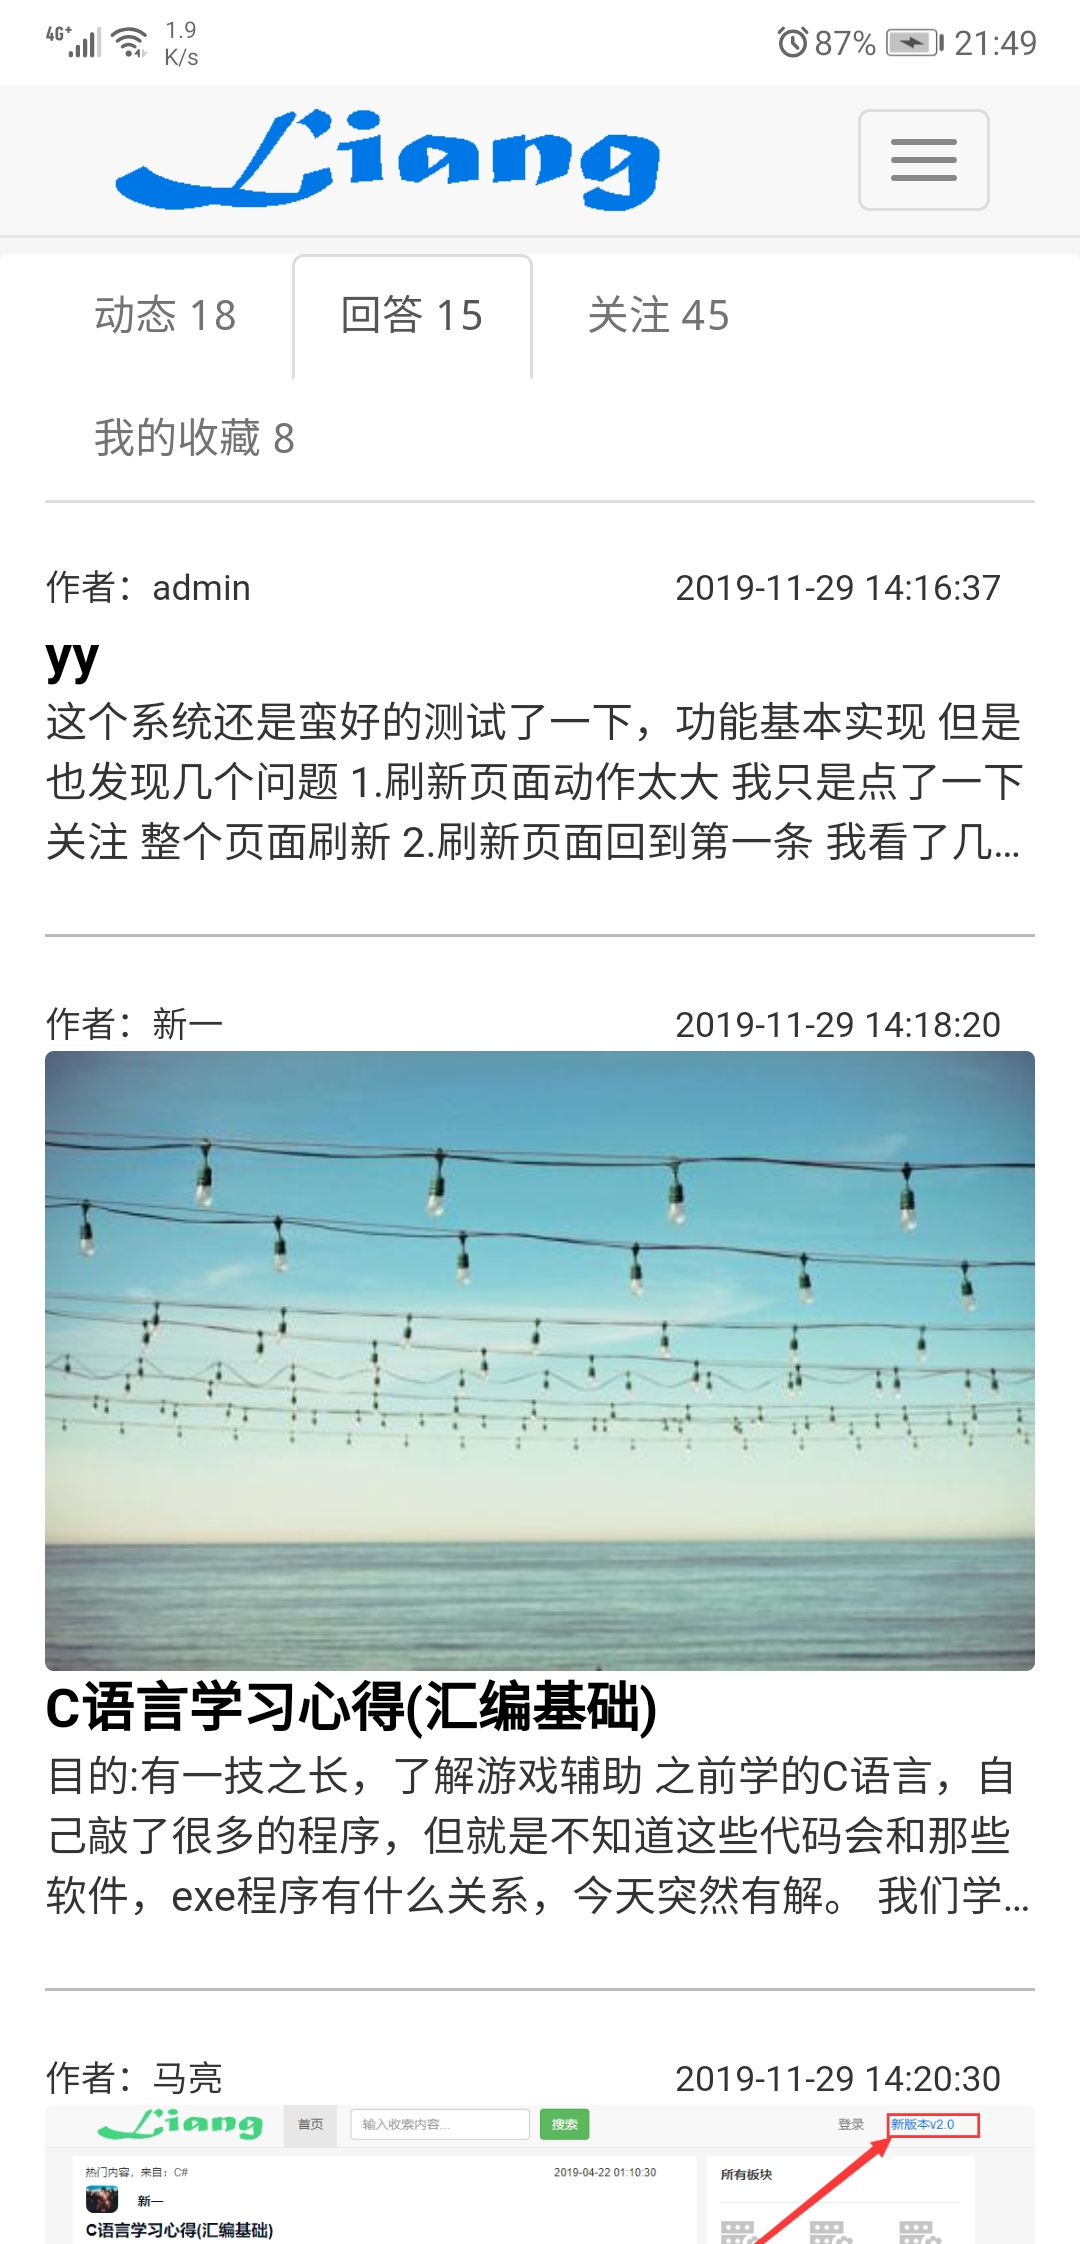 4G+
1.9
K/s
87%
21:49
Liang
动态 18
回答 15
关注 45
我的收藏 8
作者：admin
2019-11-29 14:16:37
yy
这个系统还是蛮好的测试了一下，功能基本实现 但是
也发现几个问题 1.刷新页面动作太大 我只是点了一下
关注 整个页面刷新 2.刷新页面回到第一条 我看了几...
作者：新一
2019-11-29 14:18:20
C语言学习心得(汇编基础)
目的:有一技之长，了解游戏辅助 之前学的C语言，自
己敲了很多的程序，但就是不知道这些代码会和那些
软件，exe程序有什么关系，今天突然有解。 我们学...
作者：马亮
2019-11-29 14:20:30
Liang
首页
输入收索内容...
搜索
登录
新版本v2.0
热门内容，来自：C#
2019-04-22 01:10:30
所有板块
新一
C语言学习心得(汇编基础)